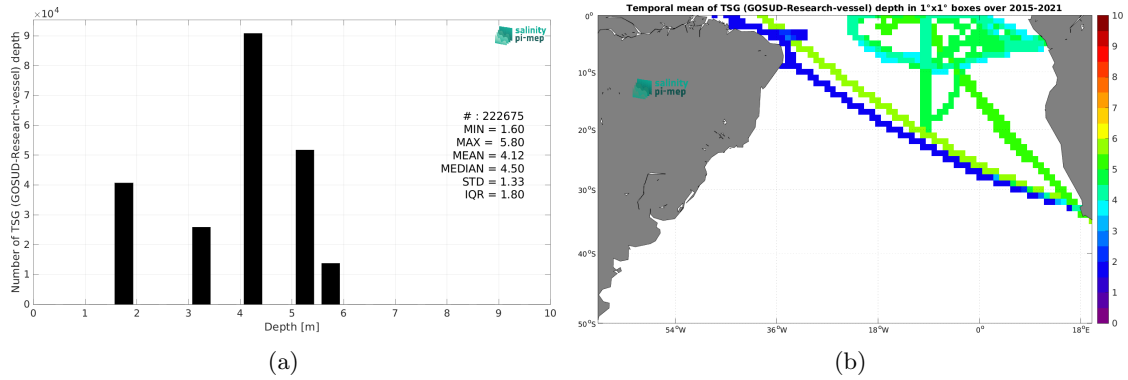 ×10⁴
9
8
7
6
5
4
3
2
1
0
Number of TSG (GOSUD-Research-vessel) depth
salinity
pi-mep
# : 222675
MIN = 1.60
MAX = 5.80
MEAN = 4.12
MEDIAN = 4.50
STD = 1.33
IQR = 1.80
0 1 2 3 4 5 6 7 8 9 10
Depth [m]
(a)
Temporal mean of TSG (GOSUD-Research-vessel) depth in 1°x1° boxes over 2015-2021
0°
10°S
20°S
30°S
40°S
50°S
salinity
pi-mep
54°W 36°W 18°W 0° 18°E
10
9
8
7
6
5
4
3
2
1
0
(b)